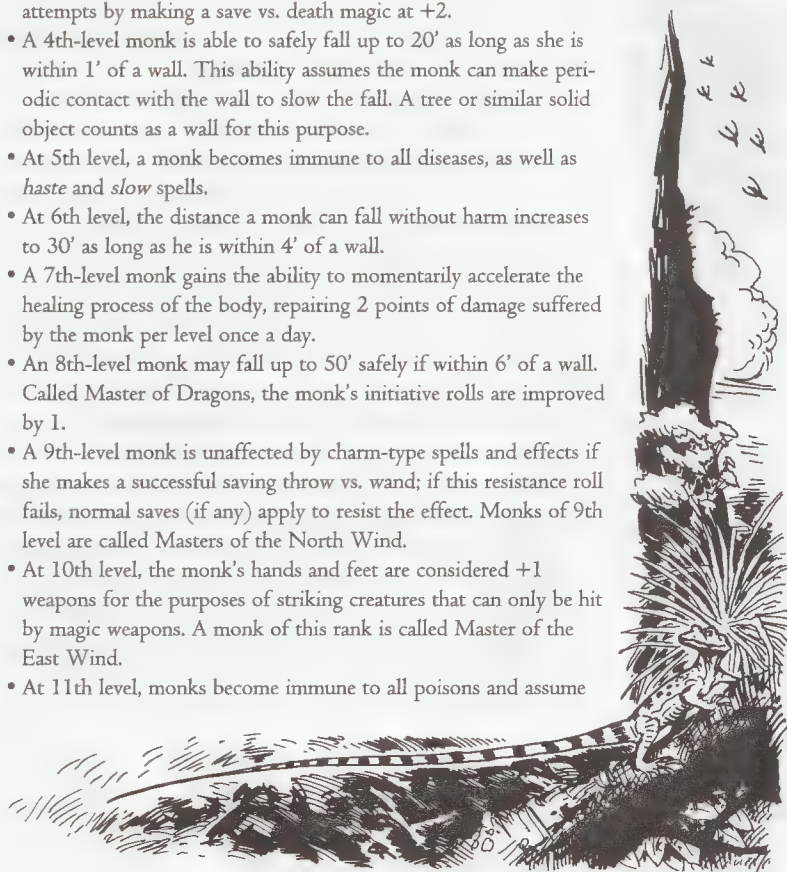 attempts by making a save vs. death magic at +2.
• A 4th-level monk is able to safely fall up to 20' as long as she is
within 1' of a wall. This ability assumes the monk can make peri-
odic contact with the wall to slow the fall. A tree or similar solid
object counts as a wall for this purpose.
• At 5th level, a monk becomes immune to all diseases, as well as
haste and slow spells.
• At 6th level, the distance a monk can fall without harm increases
to 30' as long as he is within 4' of a wall.
• A 7th-level monk gains the ability to momentarily accelerate the
healing process of the body, repairing 2 points of damage suffered
by the monk per level once a day.
• An 8th-level monk may fall up to 50' safely if within 6' of a wall.
Called Master of Dragons, the monk's initiative rolls are improved
by 1.
• A 9th-level monk is unaffected by charm-type spells and effects if
she makes a successful saving throw vs. wand; if this resistance roll
fails, normal saves (if any) apply to resist the effect. Monks of 9th
level are called Masters of the North Wind.
• At 10th level, the monk's hands and feet are considered +1
weapons for the purposes of striking creatures that can only be hit
by magic weapons. A monk of this rank is called Master of the
East Wind.
• At 11th level, monks become immune to all poisons and assume